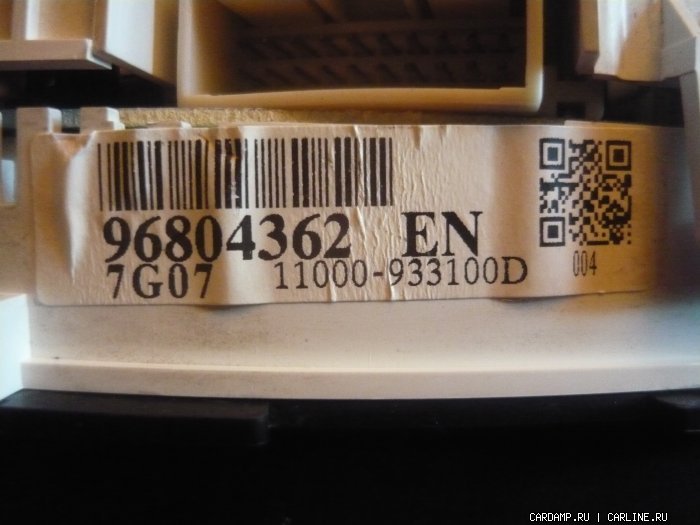 96804362 EN
7G07 11000-933100D
004
CARDAMP.RU | CARLINE.RU